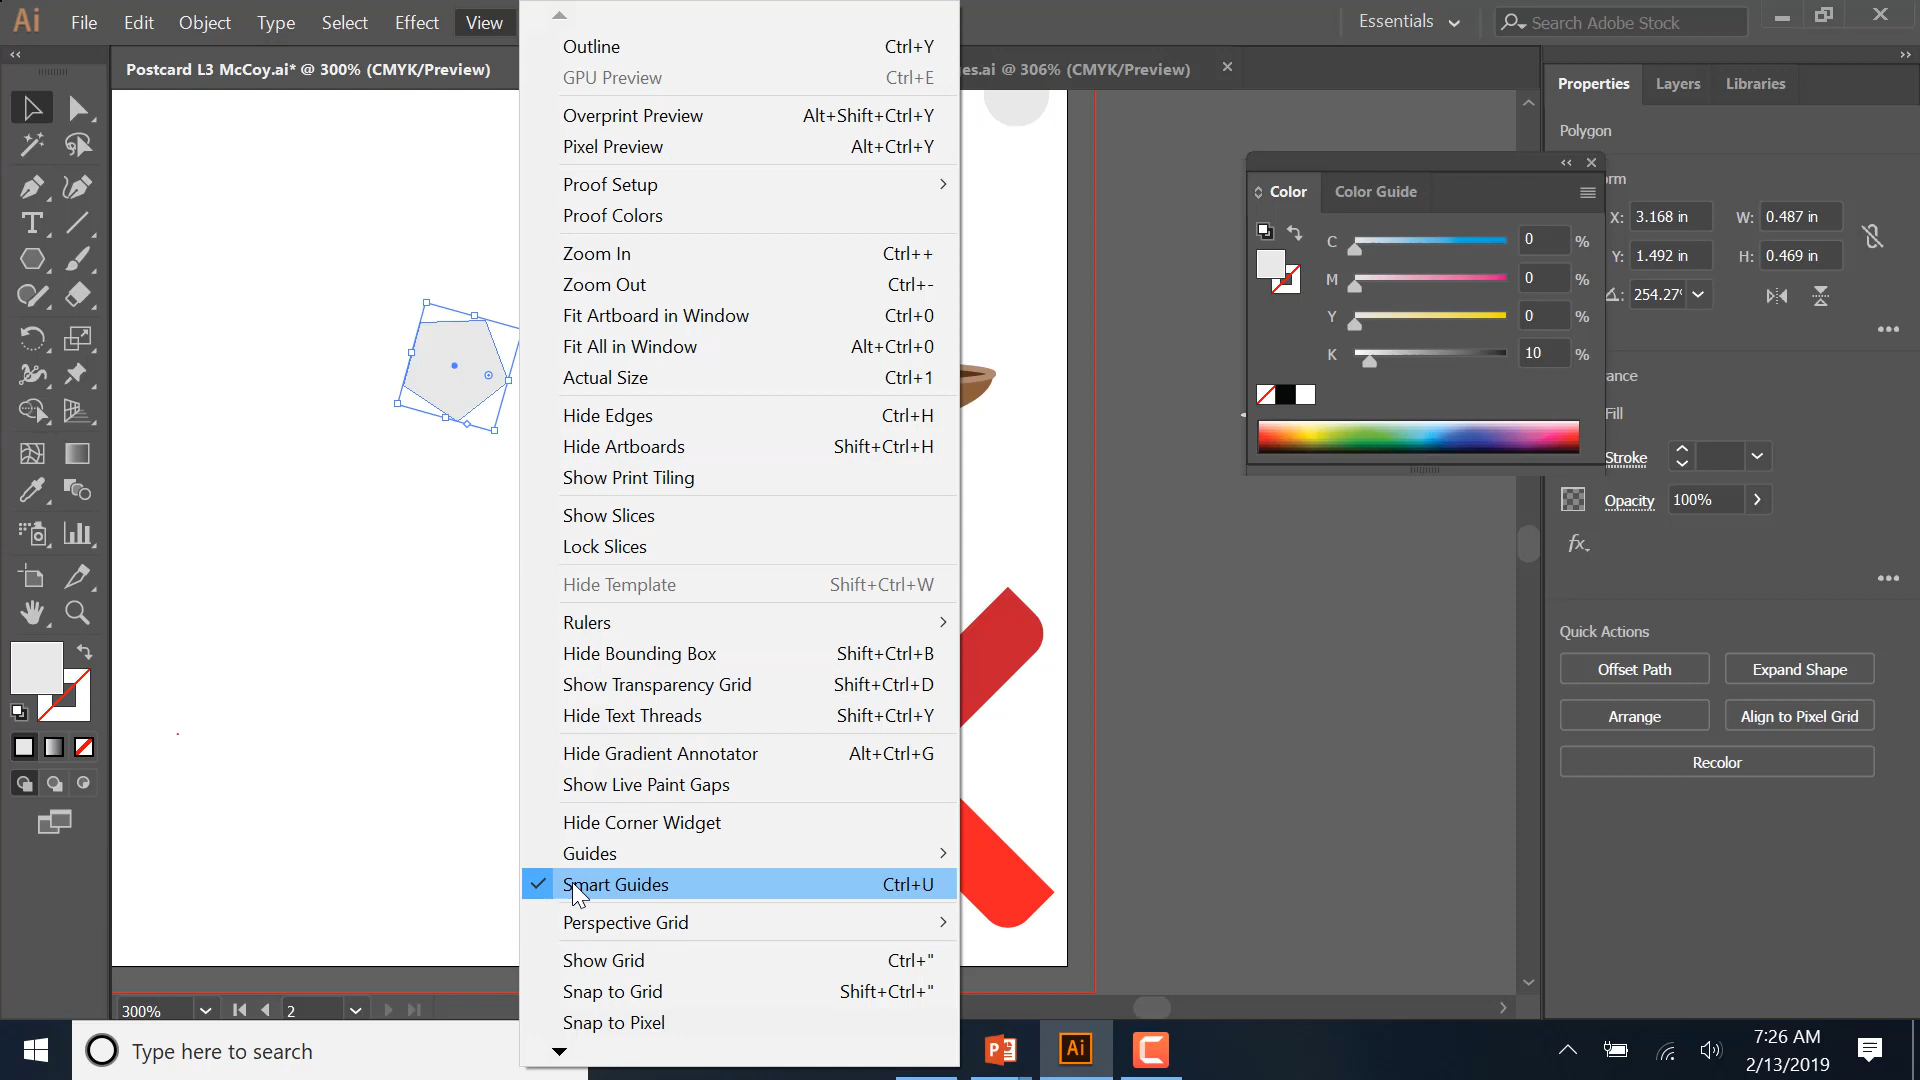 Ai File Edit Object Type Select Effect View
Essentials
Search Adobe Stock
Postcard L3 McCoy.ai* @ 300% (CMYK/Preview)
es.ai @ 306% (CMYK/Preview)
Outline Ctrl+Y
GPU Preview Ctrl+E
Overprint Preview Alt+Shift+Ctrl+Y
Pixel Preview Alt+Ctrl+Y
Proof Setup
Proof Colors
Zoom In Ctrl++
Zoom Out Ctrl+-
Fit Artboard in Window Ctrl+0
Fit All in Window Alt+Ctrl+0
Actual Size Ctrl+1
Hide Edges Ctrl+H
Hide Artboards Shift+Ctrl+H
Show Print Tiling
Show Slices
Lock Slices
Hide Template Shift+Ctrl+W
Rulers
Hide Bounding Box Shift+Ctrl+B
Show Transparency Grid Shift+Ctrl+D
Hide Text Threads Shift+Ctrl+Y
Hide Gradient Annotator Alt+Ctrl+G
Show Live Paint Gaps
Hide Corner Widget
Guides
Smart Guides Ctrl+U
Perspective Grid
Show Grid Ctrl+"
Snap to Grid Shift+Ctrl+"
Snap to Pixel
Color Color Guide
C 0 %
M 0 %
Y 0 %
K 10 %
Properties Layers Libraries
Polygon
orm
X: 3.168 in W: 0.487 in
Y: 1.492 in H: 0.469 in
254.27°
ance
Fill
Stroke
Opacity 100%
fx
Quick Actions
Offset Path Expand Shape
Arrange Align to Pixel Grid
Recolor
300% 2
Type here to search
Ai
7:26 AM
2/13/2019